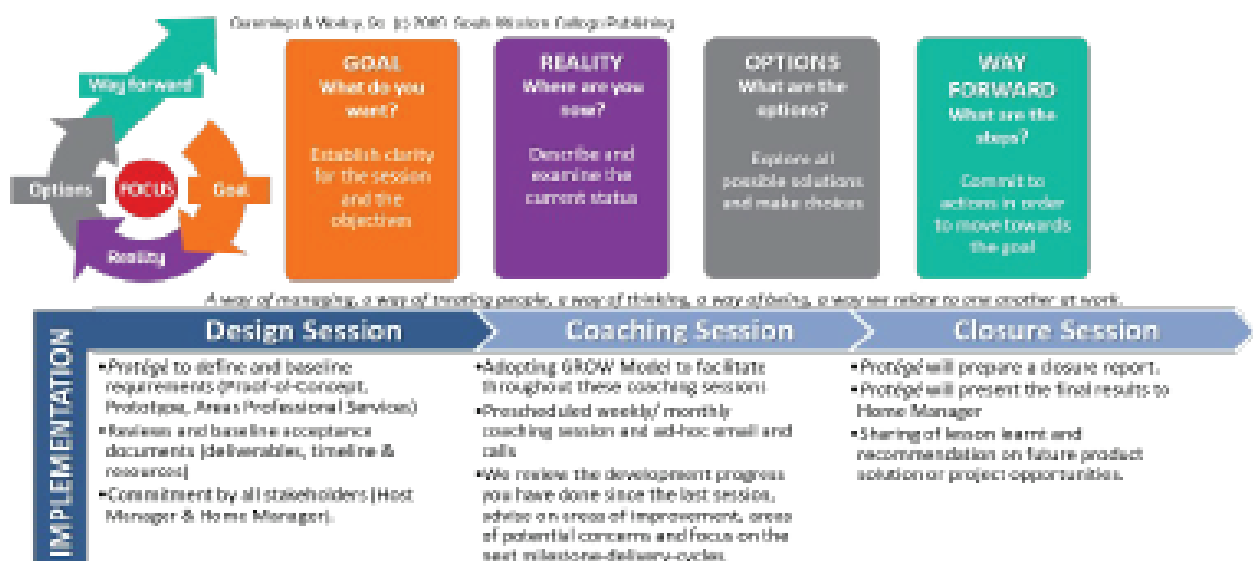 Cummings & Worley, (c) 2009 South-Western College Publishing
Way forward
Options
FOCUS
Goal
Reality
GOAL
What do you
want?
Establish clarity
for the session
and the
objectives
REALITY
Where are you
now?
Describe and
examine the
current status
OPTIONS
What are the
options?
Explore all
possible solutions
and make choices
WAY
FORWARD
What are the
steps?
Commit to
actions in order
to move towards
the goal
A way of managing, a way of treating people, a way of thinking, a way of being, a way we relate to one another at work.
IMPLEMENTATION
Design Session
•Protégé to define and baseline
requirements (Proof-of-Concept,
Prototype, Areas Professional Services)
•Reviews and baseline acceptance
documents (deliverables, timeline &
resources)
•Commitment by all stakeholders (Host
Manager & Home Manager).
Coaching Session
•Adopting GROW Model to facilitate
throughout these coaching sessions
•Prescheduled weekly/ monthly
coaching session and ad-hoc email and
calls
•We review the development progress
you have done since the last session,
advise on areas of improvement, areas
of potential concerns and focus on the
next milestone-delivery-cycles.
Closure Session
•Protégé will prepare a closure report.
•Protégé will present the final results to
Home Manager
•Sharing of lesson learnt and
recommendation on future product
solution or project opportunities.